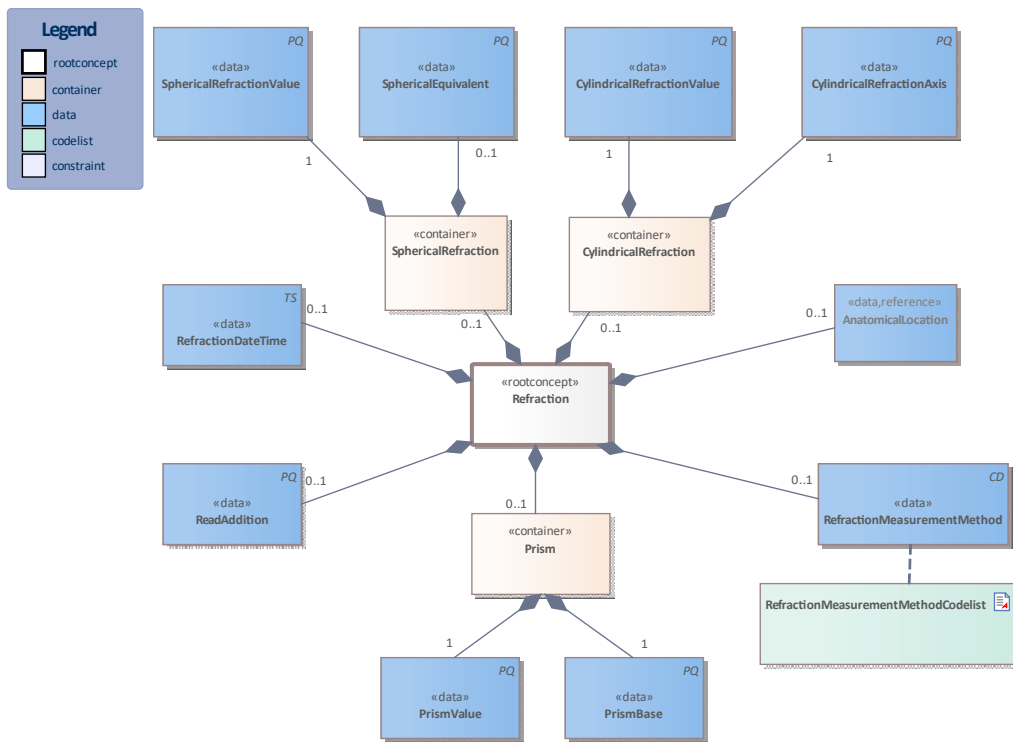 Legend
rootconcept
container
data
codelist
constraint
PQ
«data»
SphericalRefractionValue
PQ
«data»
SphericalEquivalent
PQ
«data»
CylindricalRefractionValue
PQ
«data»
CylindricalRefractionAxis
1
0..1
1
1
«container»
SphericalRefraction
«container»
CylindricalRefraction
TS
«data»
RefractionDateTime
0..1
0..1
0..1
0..1
«data,reference»
AnatomicalLocation
«rootconcept»
Refraction
PQ
«data»
ReadAddition
0..1
0..1
0..1
CD
«data»
RefractionMeasurementMethod
«container»
Prism
RefractionMeasurementMethodCodelist
1
1
PQ
«data»
PrismValue
PQ
«data»
PrismBase